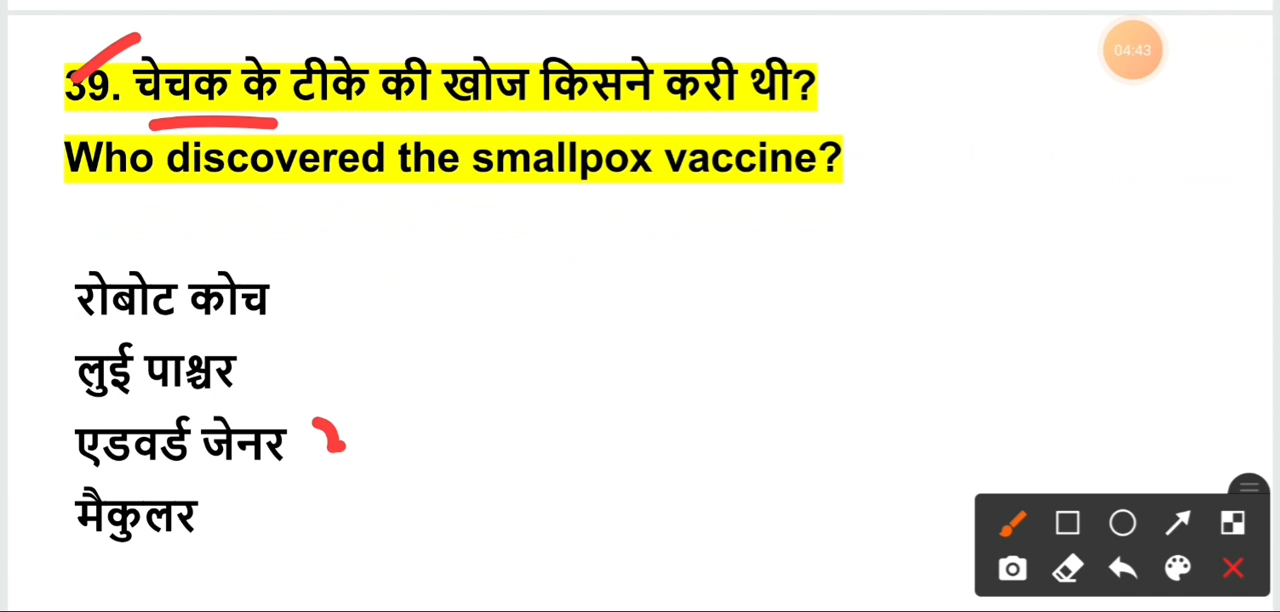 39. चेचक के टीके की खोज किसने करी थी?
Who discovered the smallpox vaccine?
रोबोट कोच
लुई पाश्चर
एडवर्ड जेनर
मैकुलर
04:43